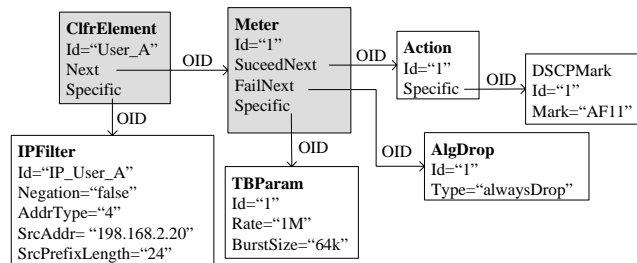 ClfrElement
Id=“User_A”
Next
Specific
OID
OID
IPFilter
Id=“IP_User_A”
Negation=“false”
AddrType=“4”
SrcAddr= “198.168.2.20”
SrcPrefixLength=“24”
Meter
Id=“1”
SuceedNext
FailNext
Specific
OID
OID
OID
TBParam
Id=“1”
Rate=“1M”
BurstSize=“64k”
Action
Id=“1”
Specific
OID
DSCPMark
Id=“1”
Mark=“AF11”
AlgDrop
Id=“1”
Type=“alwaysDrop”